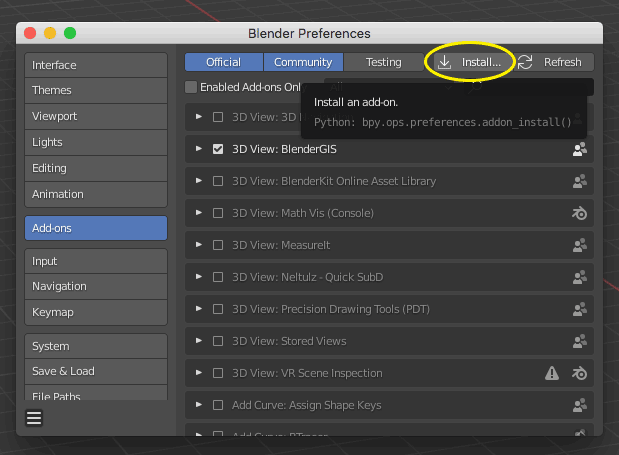 Blender Preferences
Interface
Themes
Viewport
Lights
Editing
Animation
Add-ons
Input
Navigation
Keymap
System
Save & Load
File Paths
Official
Community
Testing
Install...
Refresh
Enabled Add-ons Onl
All
Install an add-on.
Python: bpy.ops.preferences.addon_install()
3D View: 3D
3D View: BlenderGIS
3D View: BlenderKit Online Asset Library
3D View: Math Vis (Console)
3D View: MeasureIt
3D View: Neltulz - Quick SubD
3D View: Precision Drawing Tools (PDT)
3D View: Stored Views
3D View: VR Scene Inspection
Add Curve: Assign Shape Keys
Add Curve: BTracer